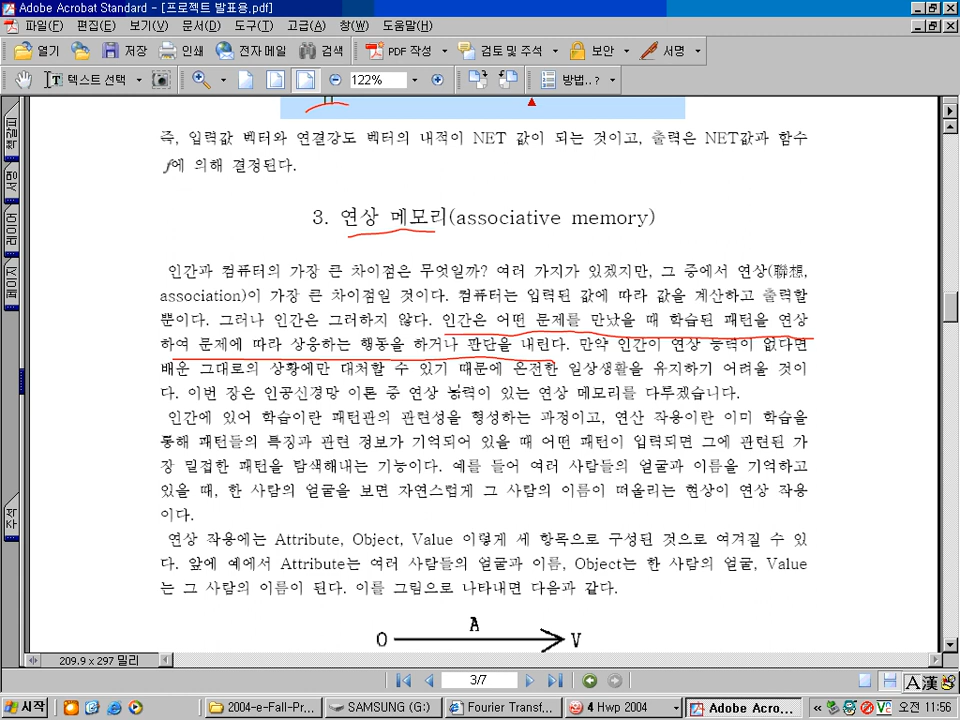 Adobe Acrobat Standard - [프로젝트 발표용.pdf]
파일(F) 편집(E) 보기(V) 문서(D) 도구(T) 고급(A) 창(W) 도움말(H)
열기 저장 인쇄 전자 메일 검색 PDF 작성 검토 및 주석 보안 서명
텍스트 선택 122% 방법..?
책갈피
서명
레이어
페이지
주석
즉, 입력값 벡터와 연결강도 벡터의 내적이 NET 값이 되는 것이고, 출력은 NET값과 함수
f에 의해 결정된다.
3. 연상 메모리(associative memory)
인간과 컴퓨터의 가장 큰 차이점은 무엇일까? 여러 가지가 있겠지만, 그 중에서 연상(聯想,
association)이 가장 큰 차이점일 것이다. 컴퓨터는 입력된 값에 따라 값을 계산하고 출력할
뿐이다. 그러나 인간은 그러하지 않다. 인간은 어떤 문제를 만났을 때 학습된 패턴을 연상
하여 문제에 따라 상응하는 행동을 하거나 판단을 내린다. 만약 인간이 연상 능력이 없다면
배운 그대로의 상황에만 대처할 수 있기 때문에 온전한 일상생활을 유지하기 어려울 것이
다. 이번 장은 인공신경망 이론 중 연상 능력이 있는 연상 메모리를 다루겠습니다.
인간에 있어 학습이란 패턴관의 관련성을 형성하는 과정이고, 연산 작용이란 이미 학습을
통해 패턴들의 특징과 관련 정보가 기억되어 있을 때 어떤 패턴이 입력되면 그에 관련된 가
장 밀접한 패턴을 탐색해내는 기능이다. 예를 들어 여러 사람들의 얼굴과 이름을 기억하고
있을 때, 한 사람의 얼굴을 보면 자연스럽게 그 사람의 이름이 떠올리는 현상이 연상 작용
이다.
연상 작용에는 Attribute, Object, Value 이렇게 세 항목으로 구성된 것으로 여겨질 수 있
다. 앞에 예에서 Attribute는 여러 사람들의 얼굴과 이름, Object는 한 사람의 얼굴, Value
는 그 사람의 이름이 된다. 이를 그림으로 나타내면 다음과 같다.
A
O V
209.9 x 297 밀리
3/7
A漢
시작 2004-e-Fall-Pr... SAMSUNG (G:) Fourier Transf... 4 Hwp 2004 Adobe Acro... « 오전 11:56